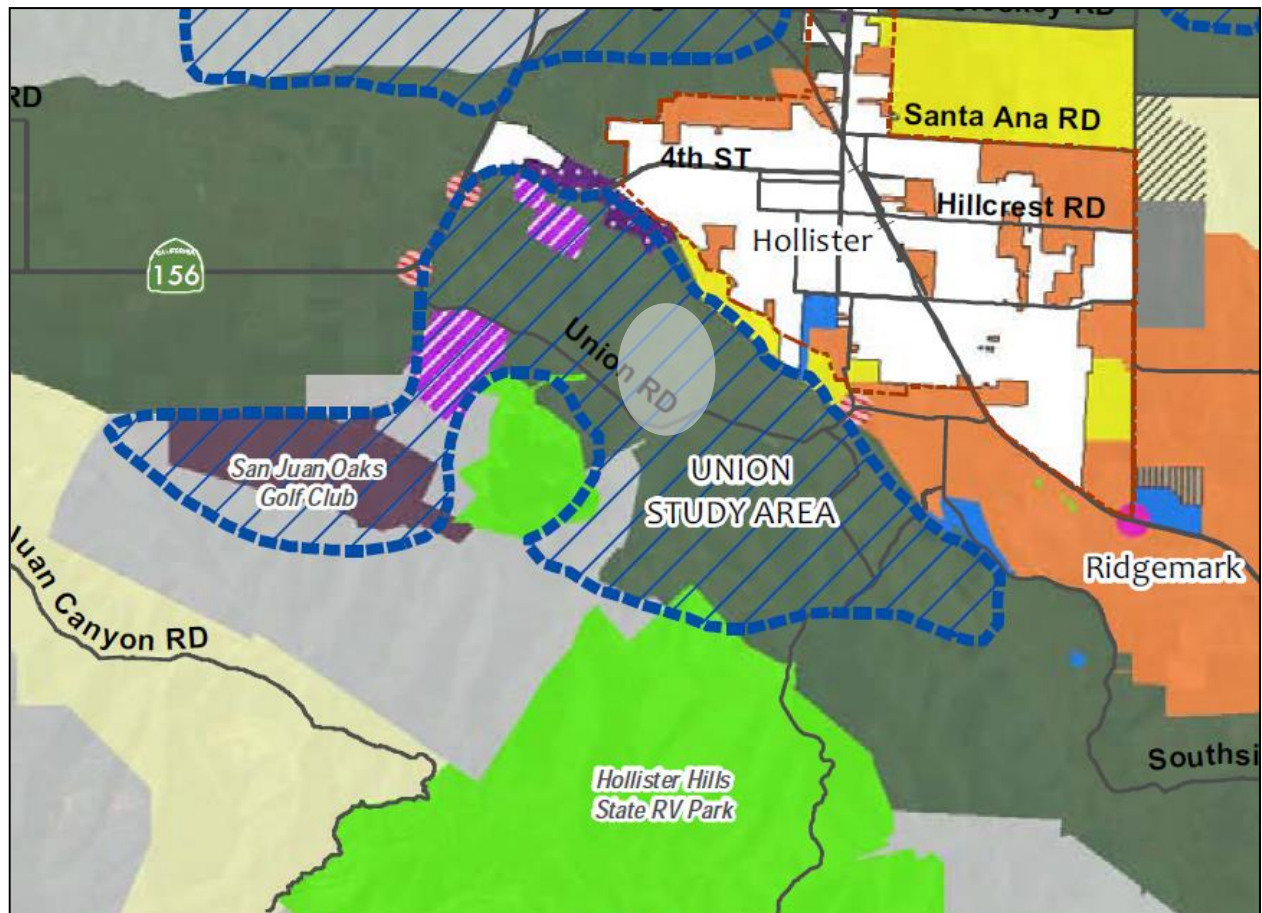 RD
Santa Ana RD
4th ST
Hillcrest RD
Hollister
CALIFORNIA
156
Union RD
San Juan Oaks
Golf Club
UNION
STUDY AREA
Ridgemark
Juan Canyon RD
Southsi
Hollister Hills
State RV Park